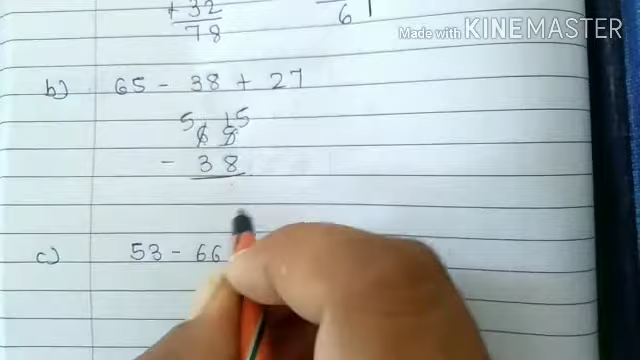 + 32
78
61
Made with KINEMASTER
b) 65 - 38 + 27
5 15
6 5
- 38
c) 53 - 66